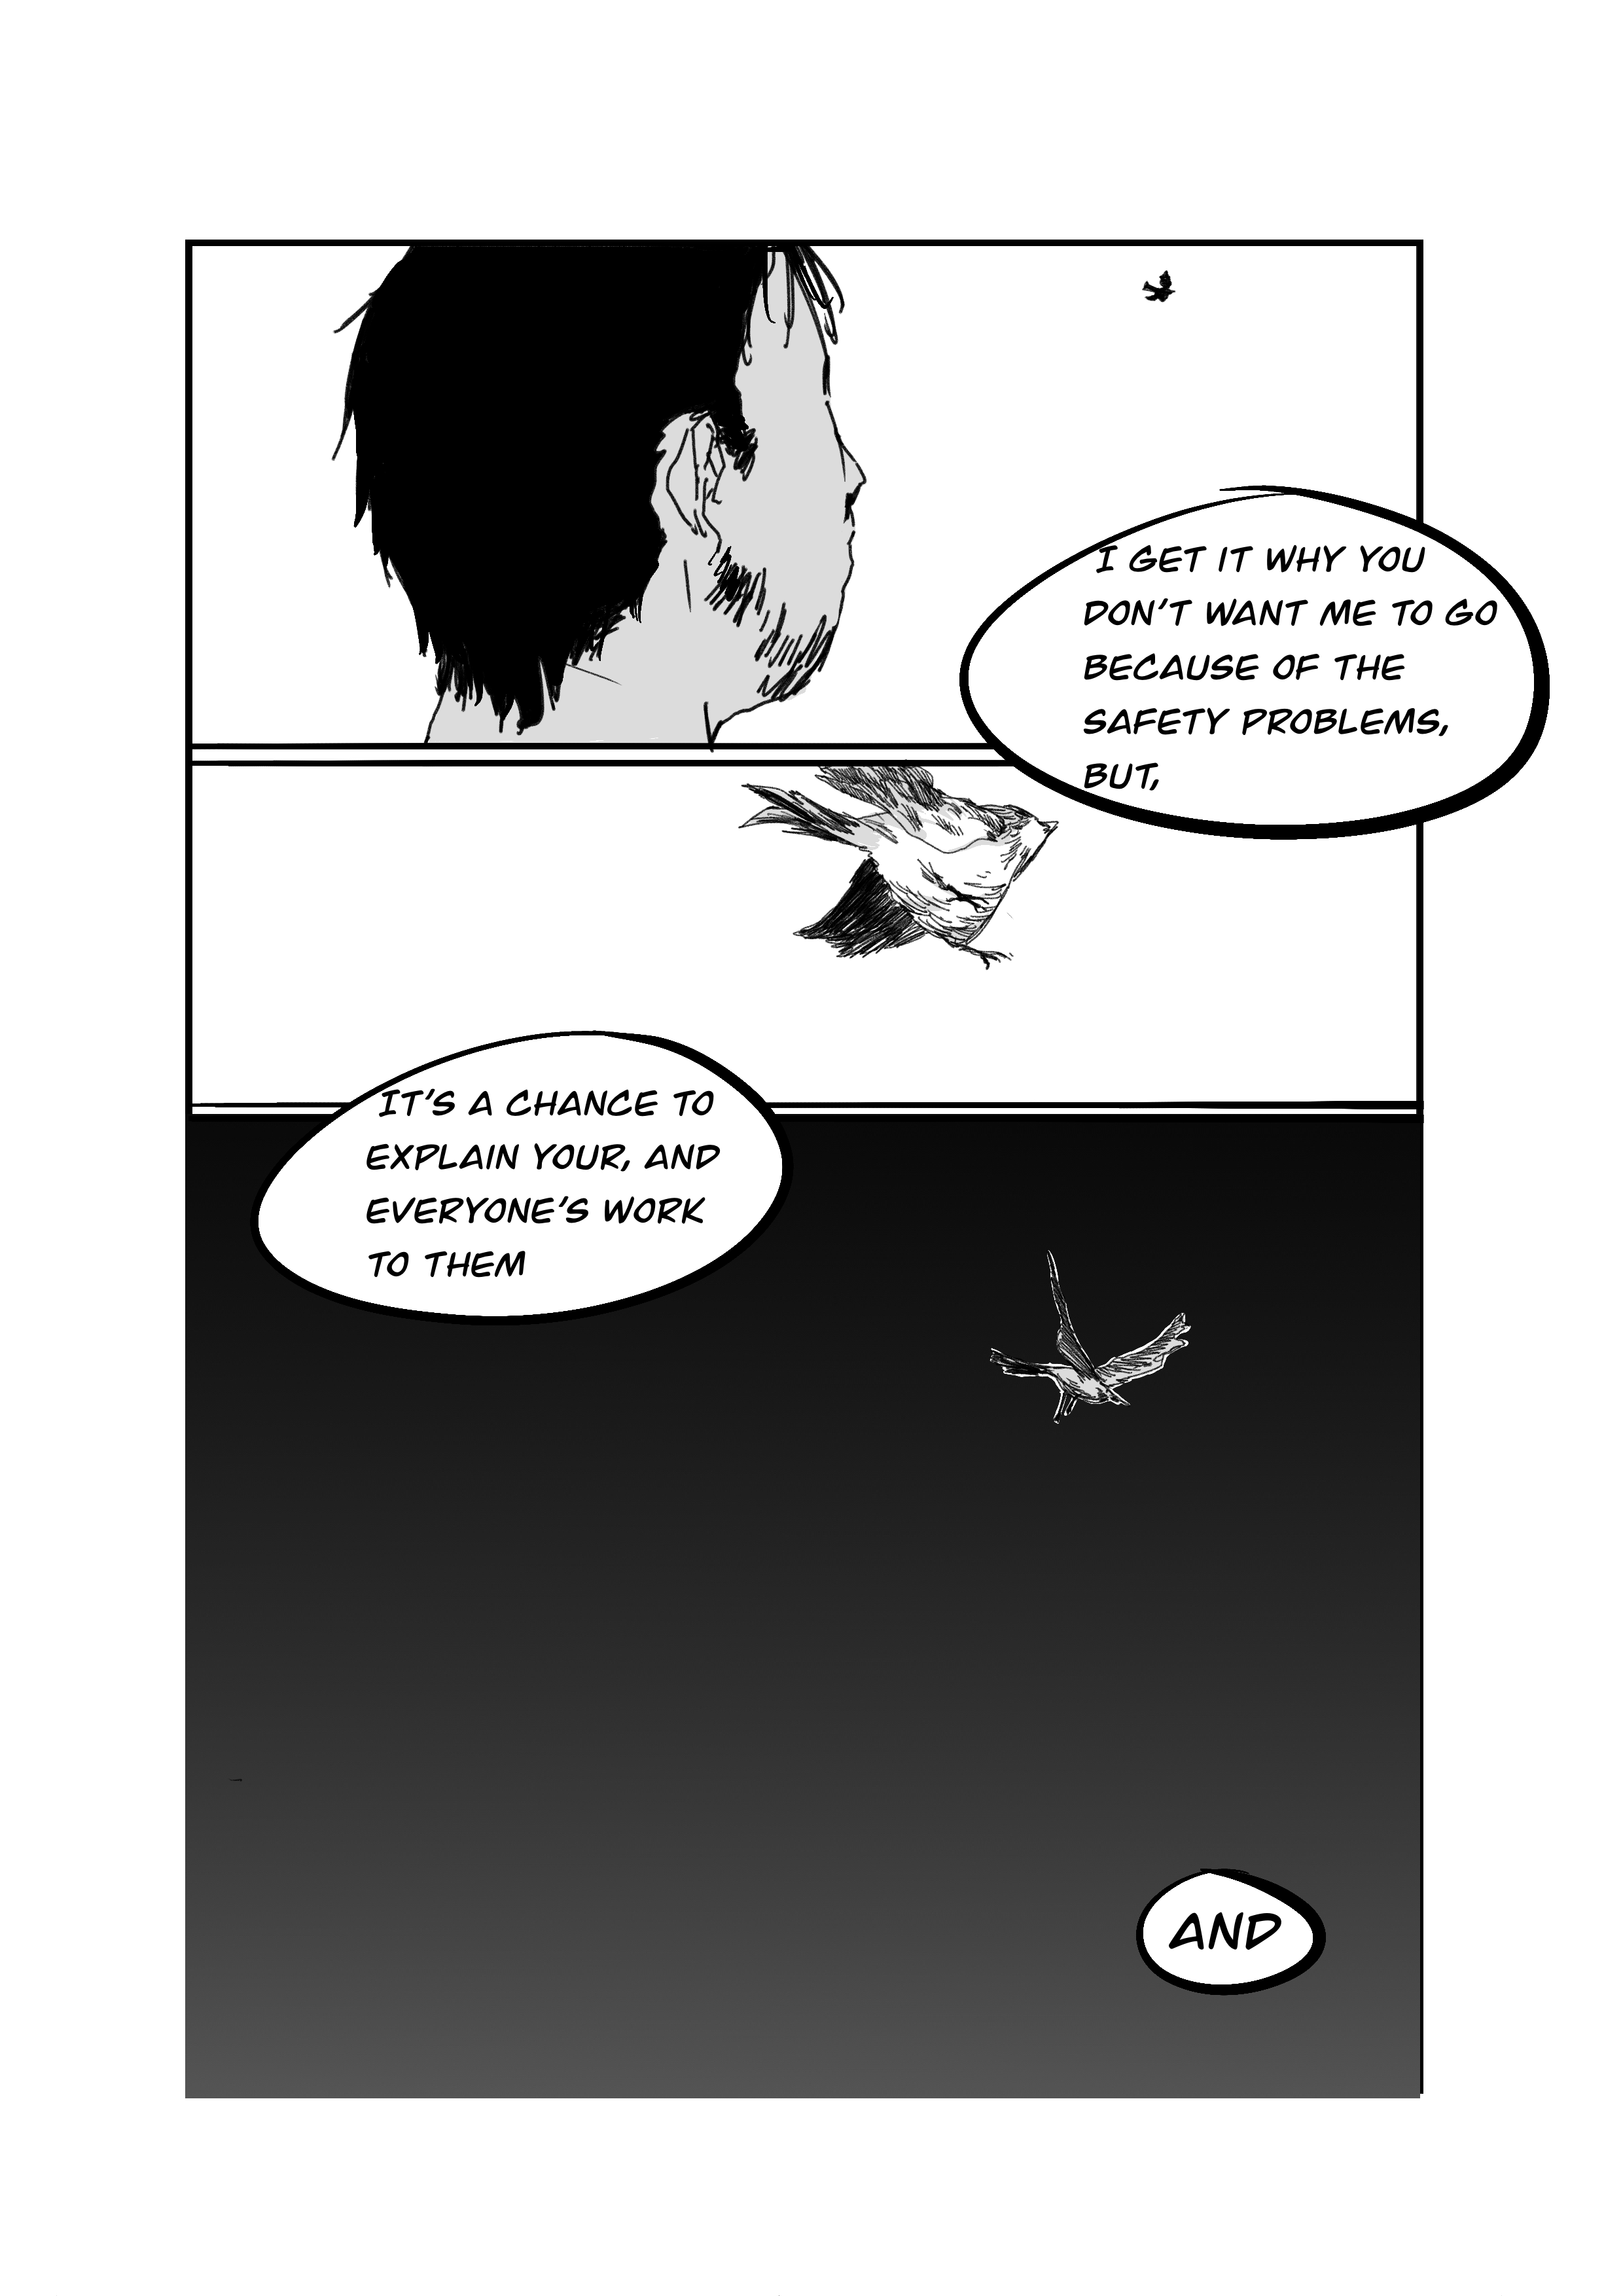 I GET IT WHY YOU
DON'T WANT ME TO GO
BECAUSE OF THE
SAFETY PROBLEMS,
BUT,
IT'S A CHANCE TO
EXPLAIN YOUR, AND
EVERYONE'S WORK
TO THEM
AND